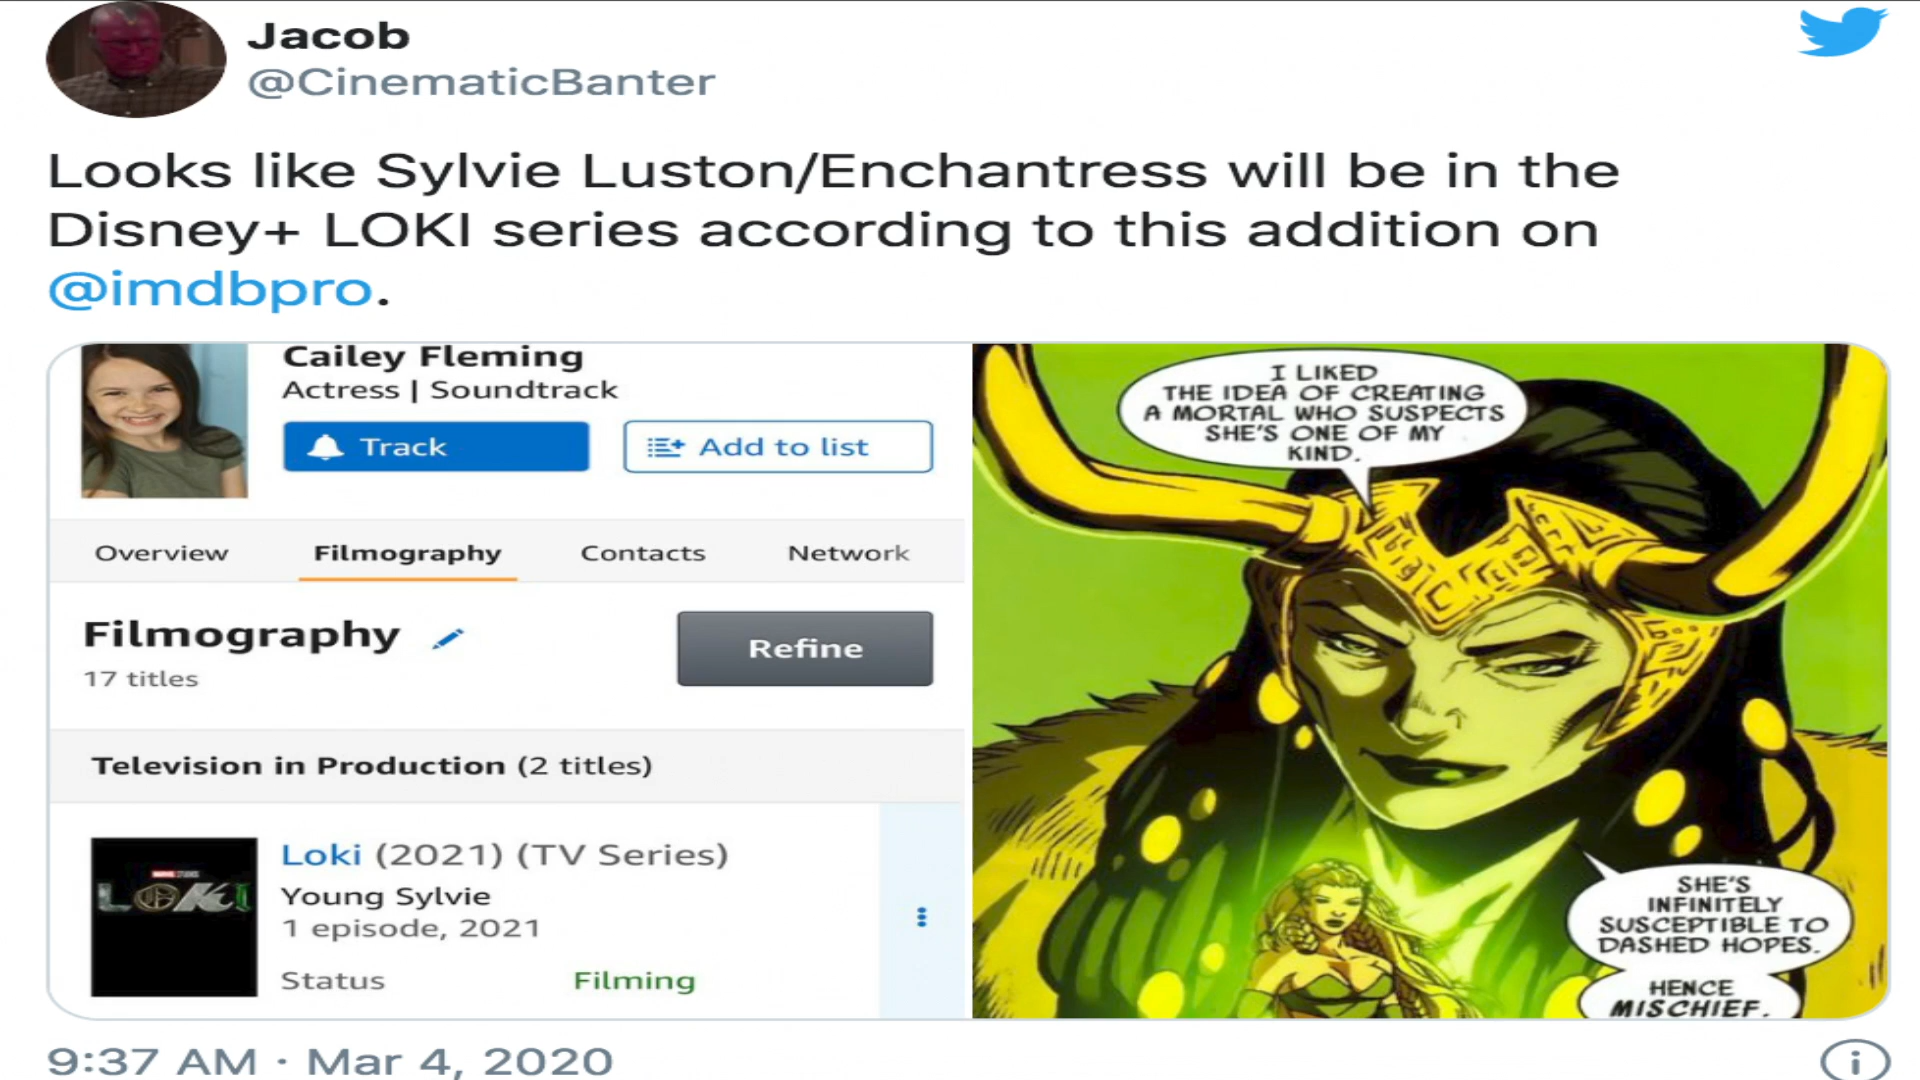 Jacob
@CinematicBanter
Looks like Sylvie Luston/Enchantress will be in the
Disney+ LOKI series according to this addition on
@imdbpro.
Cailey Fleming
Actress | Soundtrack
Track
Add to list
Overview
Filmography
Contacts
Network
Filmography
17 titles
Refine
Television in Production (2 titles)
LOKI
Loki (2021) (TV Series)
Young Sylvie
1 episode, 2021
Status
Filming
I LIKED
THE IDEA OF CREATING
A MORTAL WHO SUSPECTS
SHE'S ONE OF MY
KIND.
SHE'S
INFINITELY
SUSCEPTIBLE TO
DASHED HOPES.
HENCE
MISCHIEF.
9:37 AM · Mar 4, 2020